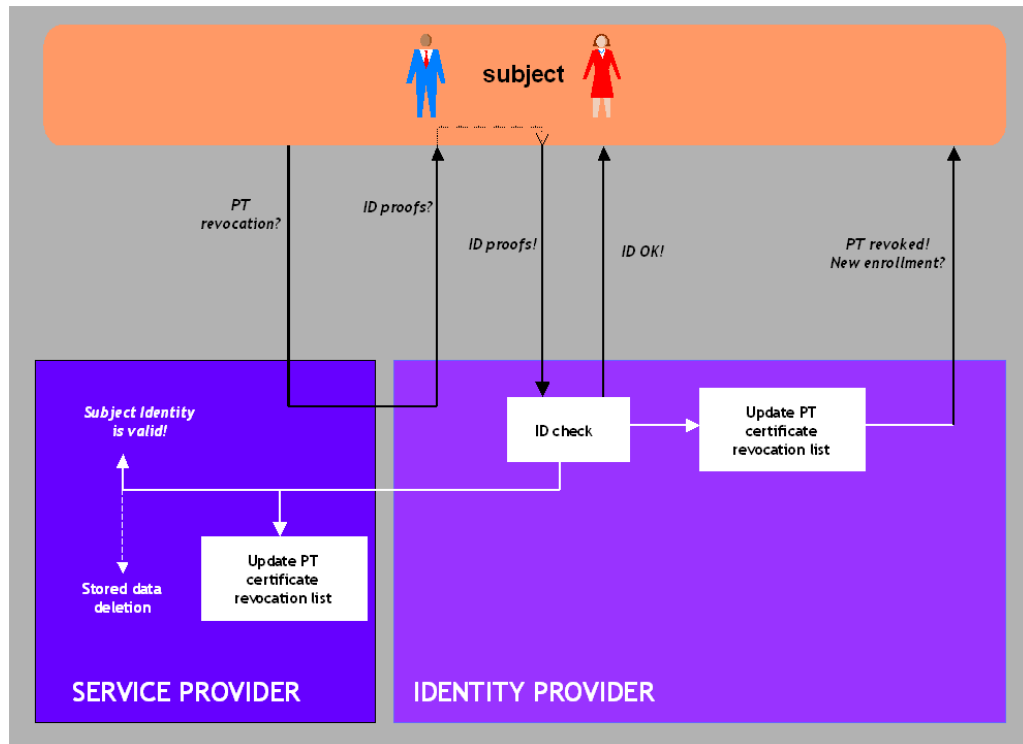 subject
PT
revocation?
ID proofs?
ID proofs!
ID OK!
PT revoked!
New enrollment?
Subject Identity
is valid!
ID check
Update PT
certificate
revocation list
Update PT
certificate
revocation list
Stored data
deletion
SERVICE PROVIDER
IDENTITY PROVIDER